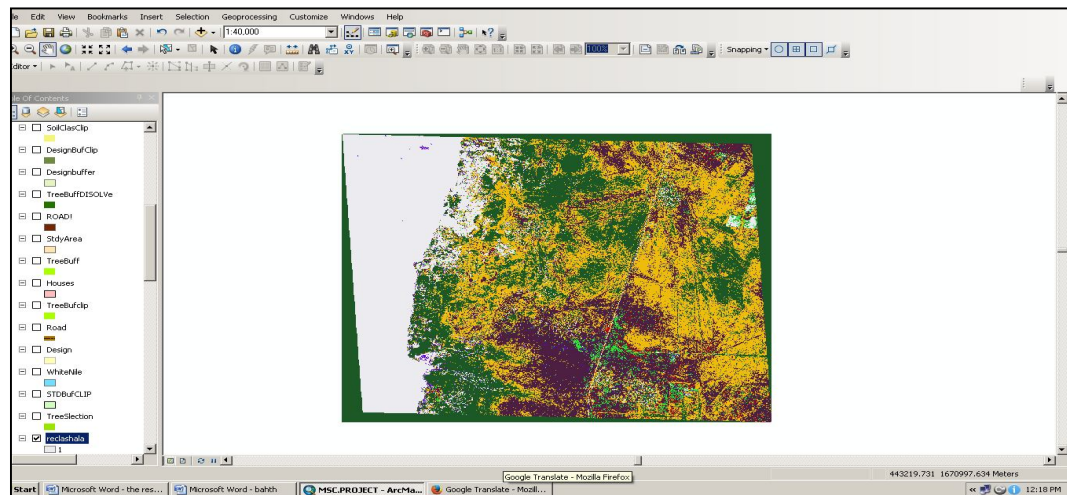 le Edit View Bookmarks Insert Selection Geoprocessing Customize Windows Help
1:40,000
100%
Snapping
ditor
le Of Contents
SoilClasClip
DesignBufClip
Designbuffer
TreeBuffDISOLVe
ROAD!
StdyArea
TreeBuff
Houses
TreeBufclip
Road
Design
WhiteNile
STDBufCLIP
TreeSlection
reclashala
1
443219.731 1670997.634 Meters
Google Translate - Mozilla Firefox
Start Microsoft Word - the res... Microsoft Word - bahth MSC.PROJECT - ArcMa... Google Translate - Mozill... 12:18 PM